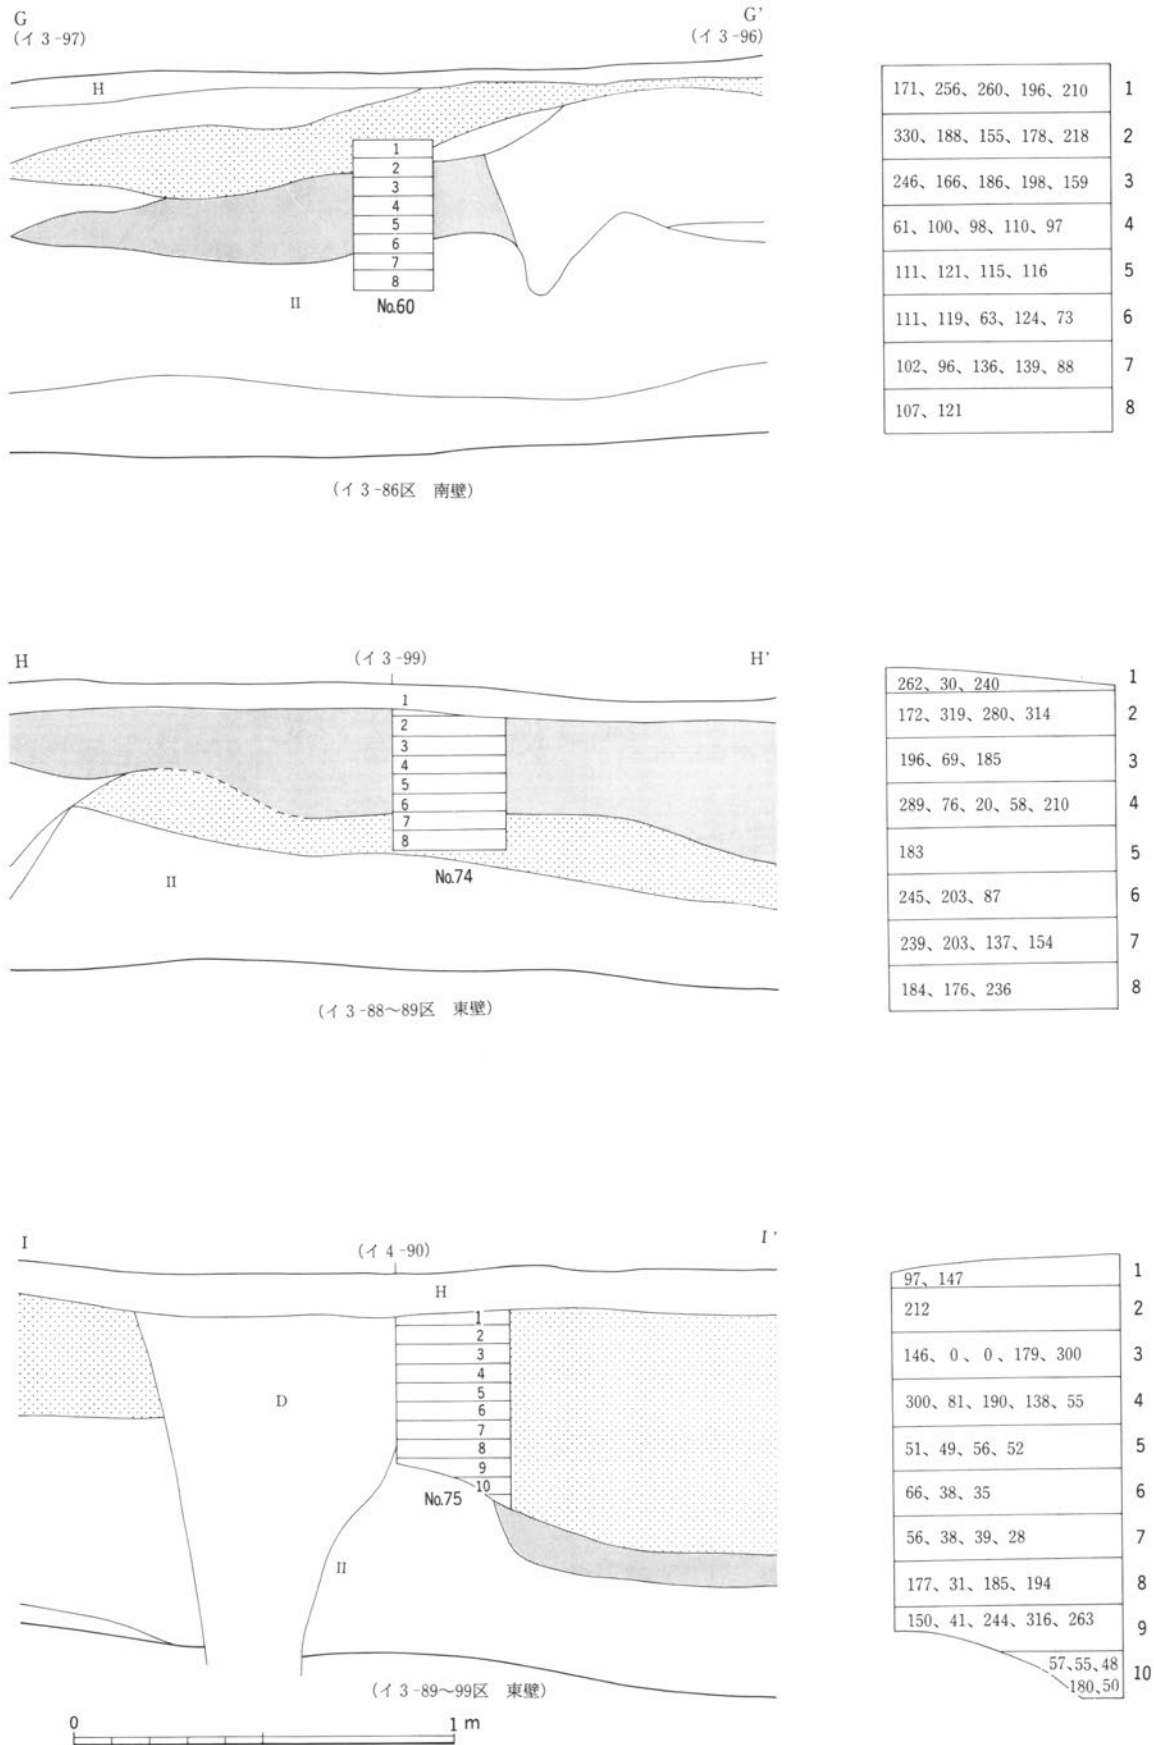 G
G'
(イ 3 -97)
(イ 3 -96)
H
1
2
3
4
5
6
7
8
II
No.60
(イ 3 -86区 南壁)
171、256、260、196、210 1
330、188、155、178、218 2
246、166、186、198、159 3
61、100、98、110、97 4
111、121、115、116 5
111、119、63、124、73 6
102、96、136、139、88 7
107、121 8
H
(イ 3 -99)
H'
1
2
3
4
5
6
7
8
No.74
II
(イ 3 -88～89区 東壁)
262、30、240 1
172、319、280、314 2
196、69、185 3
289、76、20、58、210 4
183 5
245、203、87 6
239、203、137、154 7
184、176、236 8
I
(イ 4 -90)
I'
H
1
2
3
4
5
6
7
8
9
10
D
No.75
II
(イ 3 -89～99区 東壁)
0 1 m
97、147 1
212 2
146、0、0、179、300 3
300、81、190、138、55 4
51、49、56、52 5
66、38、35 6
56、38、39、28 7
177、31、185、194 8
150、41、244、316、263 9
57、55、48 10
180、50